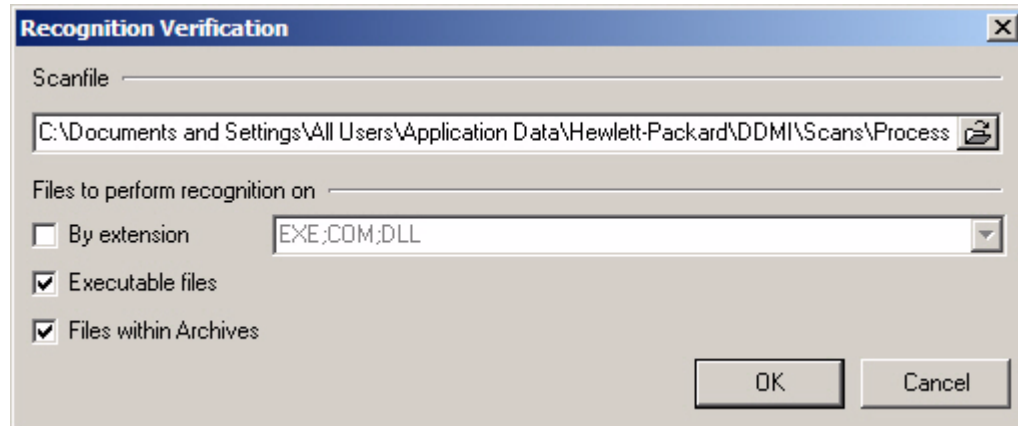 Recognition Verification
Scanfile
C:\Documents and Settings\All Users\Application Data\Hewlett-Packard\DDMI\Scans\Process
Files to perform recognition on
By extension EXE;COM;DLL
Executable files
Files within Archives
OK Cancel